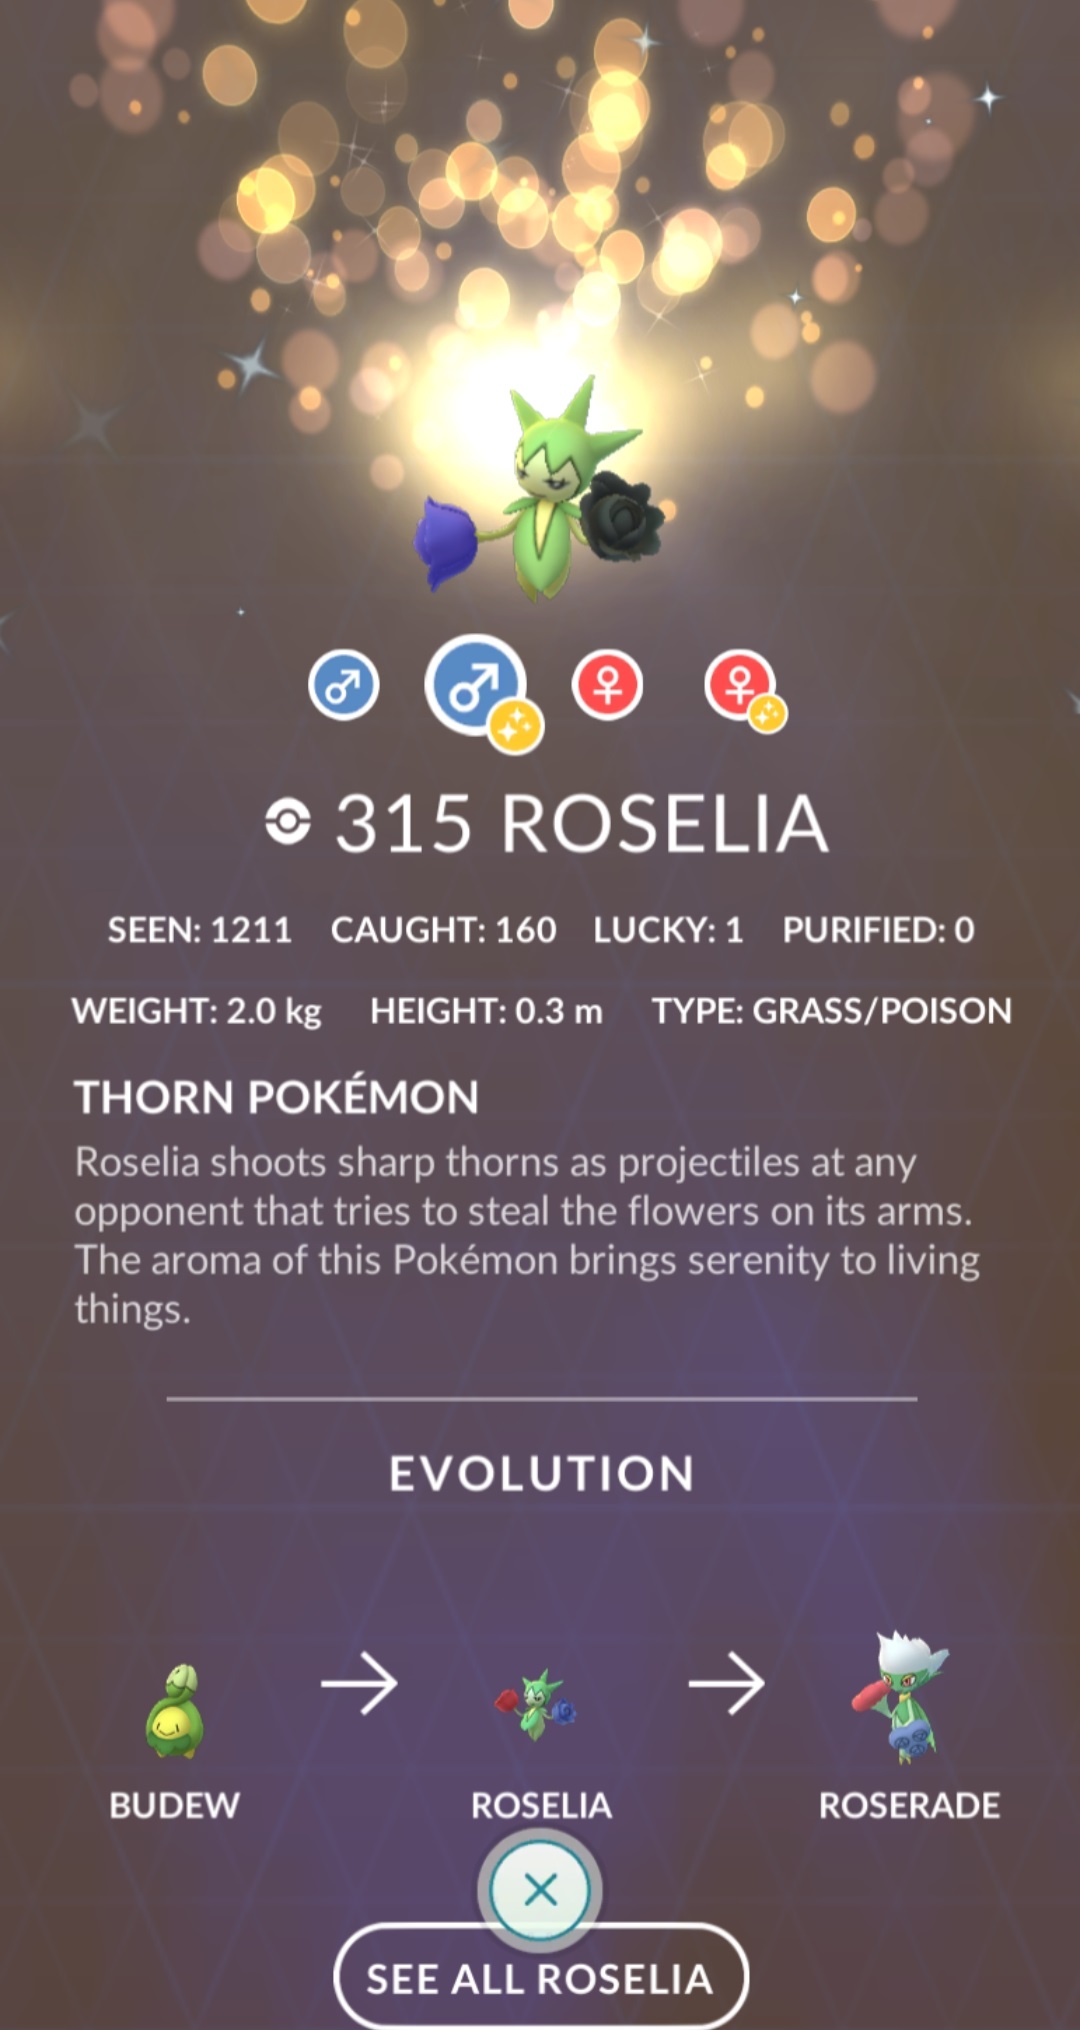 315 ROSELIA
SEEN: 1211 CAUGHT: 160 LUCKY: 1 PURIFIED: 0
WEIGHT: 2.0 kg HEIGHT: 0.3 m TYPE: GRASS/POISON
THORN POKÉMON
Roselia shoots sharp thorns as projectiles at any
opponent that tries to steal the flowers on its arms.
The aroma of this Pokémon brings serenity to living
things.
EVOLUTION
BUDEW ROSELIA ROSERADE
SEE ALL ROSELIA